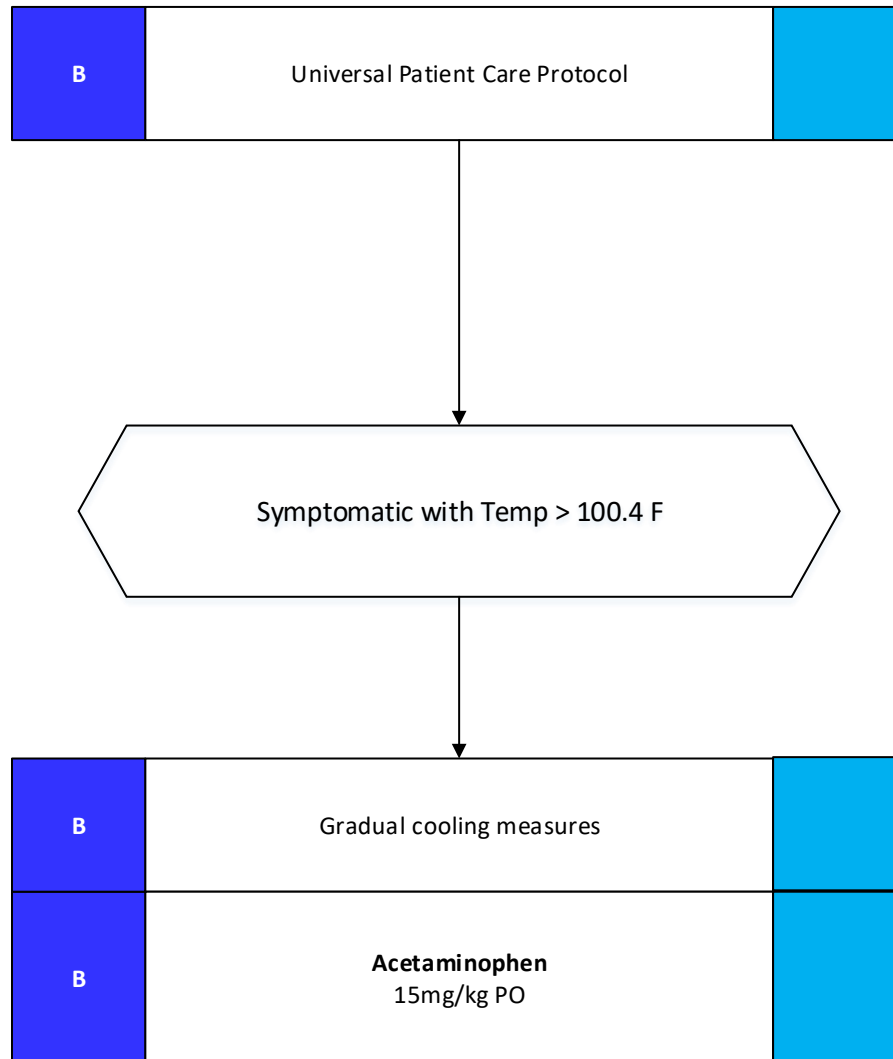 B
Universal Patient Care Protocol
Symptomatic with Temp > 100.4 F
B
Gradual cooling measures
B
Acetaminophen
15mg/kg PO